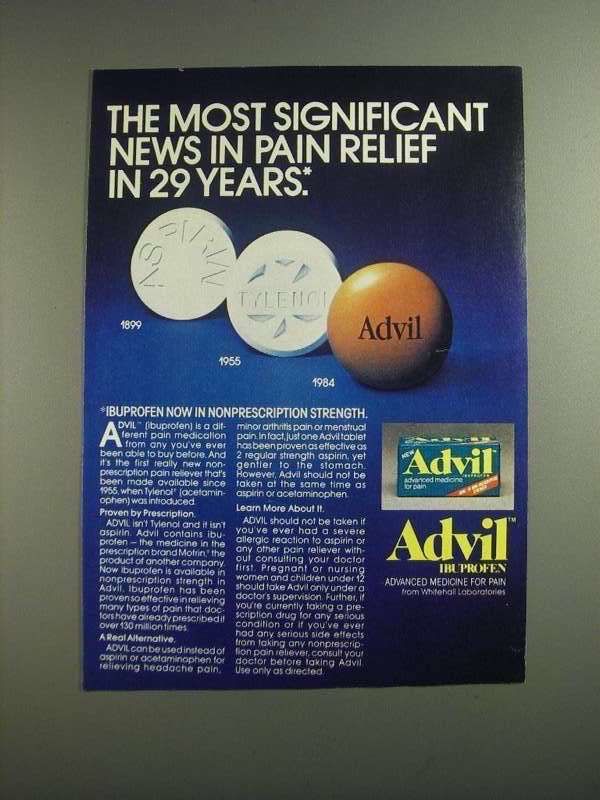 THE MOST SIGNIFICANT
NEWS IN PAIN RELIEF
IN 29 YEARS.*
ASPIRIN
TYLENOL
Advil
1899
1955
1984
*IBUPROFEN NOW IN NONPRESCRIPTION STRENGTH.
ADVIL™ (ibuprofen) is a dif-
ferent pain medication
from any you've ever
been able to buy before. And
it's the first really new non-
prescription pain reliever that's
been made available since
1955, when Tylenol† (acetamin-
ophen) was introduced.
Proven by Prescription.
ADVIL isn't Tylenol and it isn't
aspirin. Advil contains ibu-
profen – the medicine in the
prescription brand Motrin,† the
product of another company.
Now ibuprofen is available in
nonprescription strength in
Advil. Ibuprofen has been
proven so effective in relieving
many types of pain that doc-
tors have already prescribed it
over 130 million times.
A Real Alternative.
ADVIL can be used instead of
aspirin or acetaminophen for
relieving headache pain,
minor arthritis pain or menstrual
pain. In fact, just one Advil tablet
has been proven as effective as
2 regular strength aspirin, yet
gentler to the stomach.
However, Advil should not be
taken at the same time as
aspirin or acetaminophen.
Learn More About It.
ADVIL should not be taken if
you've ever had a severe
allergic reaction to aspirin or
any other pain reliever with-
out consulting your doctor
first. Pregnant or nursing
women and children under 12
should take Advil only under a
doctor's supervision. Further, if
you're currently taking a pre-
scription drug for any serious
condition or if you've ever
had any serious side effects
from taking any nonprescrip-
tion pain reliever, consult your
doctor before taking Advil.
Use only as directed.
NEW
Advil
IBUPROFEN
advanced medicine
for pain
Advil™
IBUPROFEN
ADVANCED MEDICINE FOR PAIN
from Whitehall Laboratories